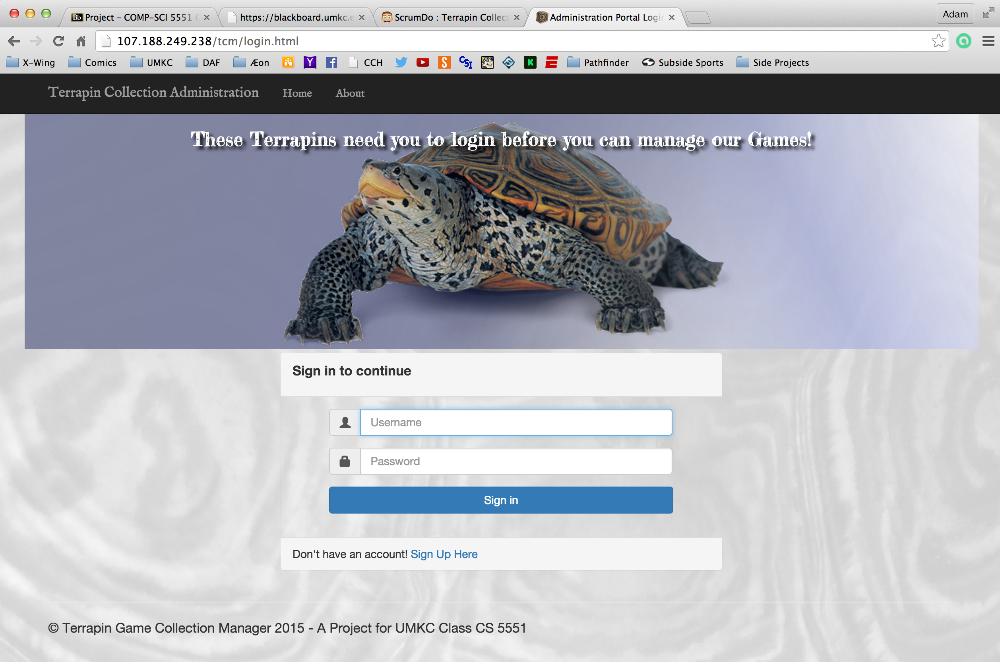 Project - COMP-SCI 5551
https://blackboard.umkc.e
ScrumDo : Terrapin Collect
Administration Portal Login
Adam
107.188.249.238/tcm/login.html
X-Wing
Comics
UMKC
DAF
Æon
CCH
Pathfinder
Subside Sports
Side Projects
Terrapin Collection Administration
Home
About
These Terrapins need you to login before you can manage our Games!
Sign in to continue
Username
Password
Sign in
Don't have an account! Sign Up Here
© Terrapin Game Collection Manager 2015 - A Project for UMKC Class CS 5551